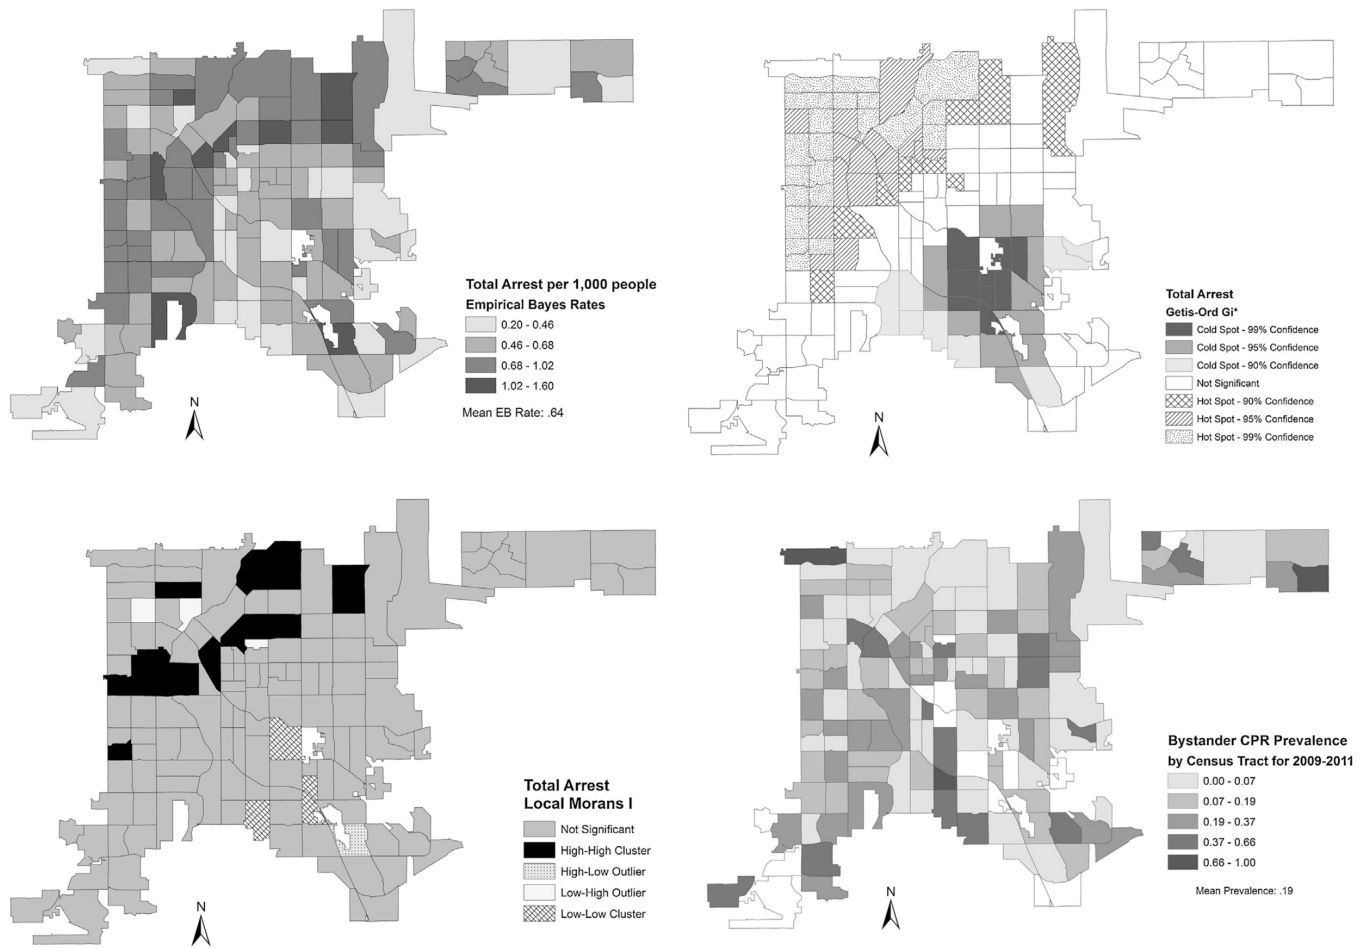 Total Arrest per 1,000 people
Empirical Bayes Rates
0.20 - 0.46
0.46 - 0.68
0.68 - 1.02
1.02 - 1.60
Mean EB Rate: .64
N
Total Arrest
Getis-Ord Gi*
Cold Spot - 99% Confidence
Cold Spot - 95% Confidence
Cold Spot - 90% Confidence
Not Significant
Hot Spot - 90% Confidence
Hot Spot - 95% Confidence
Hot Spot - 99% Confidence
N
Total Arrest
Local Morans I
Not Significant
High-High Cluster
High-Low Outlier
Low-High Outlier
Low-Low Cluster
N
Bystander CPR Prevalence
by Census Tract for 2009-2011
0.00 - 0.07
0.07 - 0.19
0.19 - 0.37
0.37 - 0.66
0.66 - 1.00
Mean Prevalence: .19
N